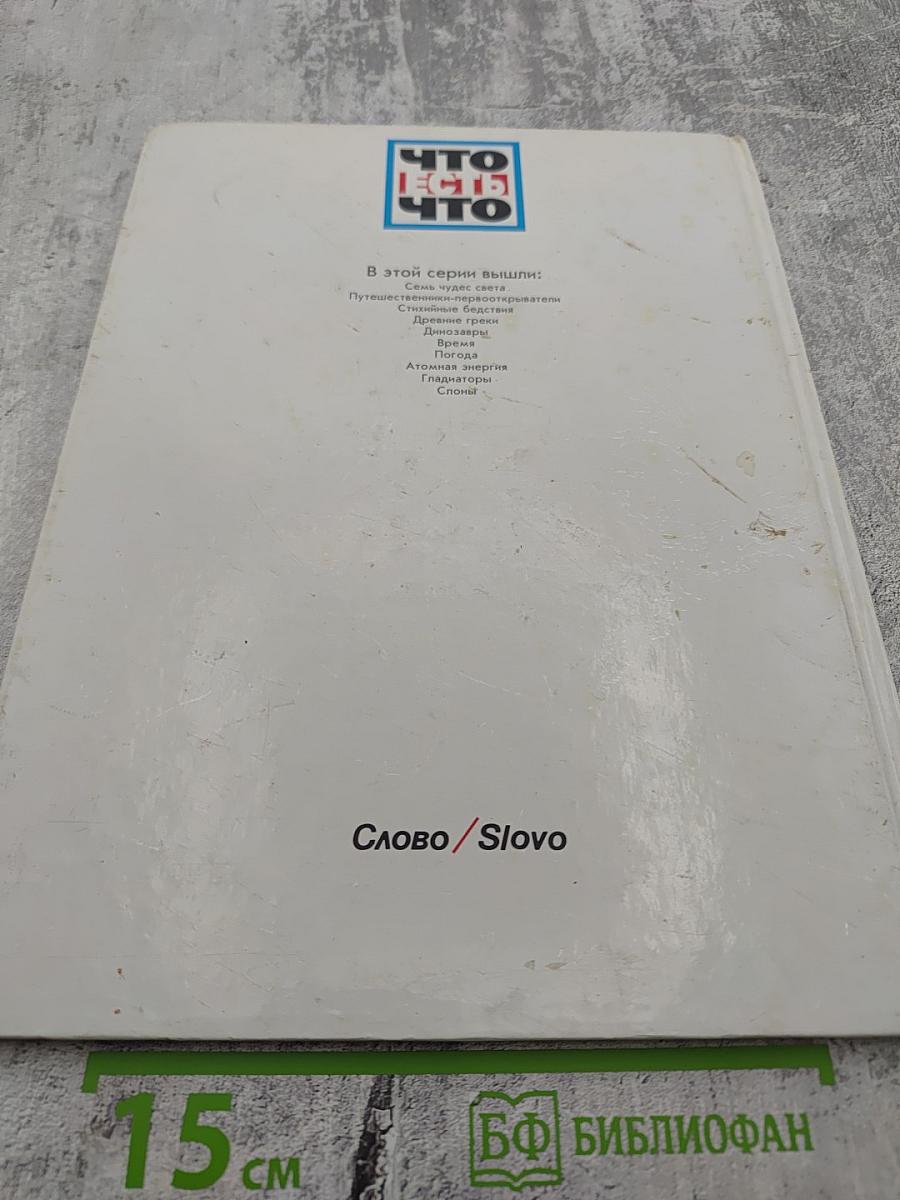 ЧТО
ЕСТЬ
ЧТО
В этой серии вышли:
Семь чудес света
Путешественники-первооткрыватели
Стихийные бедствия
Древние греки
Динозавры
Время
Погода
Атомная энергия
Гладиаторы
Слоны
Слово/Slovo
15 см
БФ БИБЛИОФАН